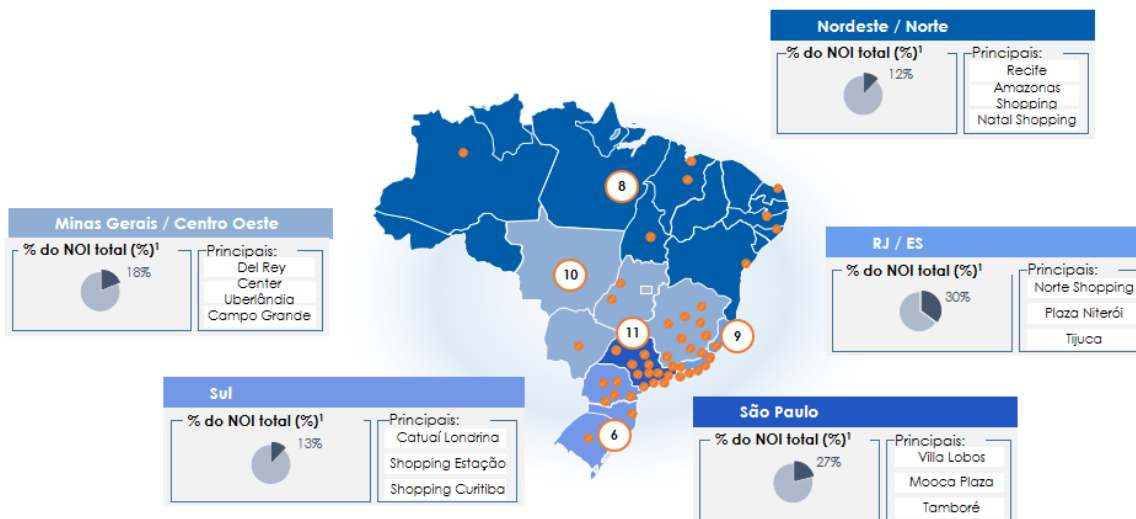 Nordeste / Norte
% do NOI total (%)¹
12%
Principais:
Recife
Amazonas
Shopping
Natal Shopping
8
Minas Gerais / Centro Oeste
% do NOI total (%)¹
18%
Principais:
Del Rey
Center
Uberlândia
Campo Grande
10
RJ / ES
% do NOI total (%)¹
30%
Principais:
Norte Shopping
Plaza Niterói
Tijuca
11
9
Sul
% do NOI total (%)¹
13%
Principais:
Catuaí Londrina
Shopping Estação
Shopping Curitiba
6
São Paulo
% do NOI total (%)¹
27%
Principais:
Villa Lobos
Mooca Plaza
Tamboré